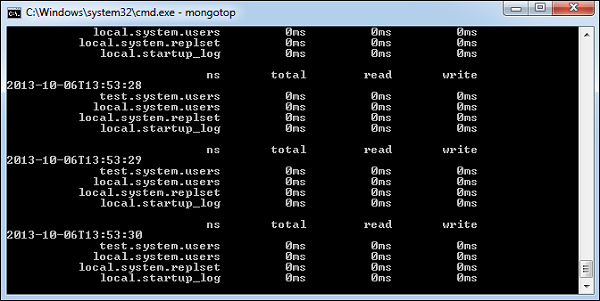 C:\Windows\system32\cmd.exe - mongotop
local.system.users 0ms 0ms 0ms
local.system.replset 0ms 0ms 0ms
local.startup_log 0ms 0ms 0ms
ns total read write
2013-10-06T13:53:28
test.system.users 0ms 0ms 0ms
local.system.users 0ms 0ms 0ms
local.system.replset 0ms 0ms 0ms
local.startup_log 0ms 0ms 0ms
ns total read write
2013-10-06T13:53:29
test.system.users 0ms 0ms 0ms
local.system.users 0ms 0ms 0ms
local.system.replset 0ms 0ms 0ms
local.startup_log 0ms 0ms 0ms
ns total read write
2013-10-06T13:53:30
test.system.users 0ms 0ms 0ms
local.system.users 0ms 0ms 0ms
local.system.replset 0ms 0ms 0ms
local.startup_log 0ms 0ms 0ms